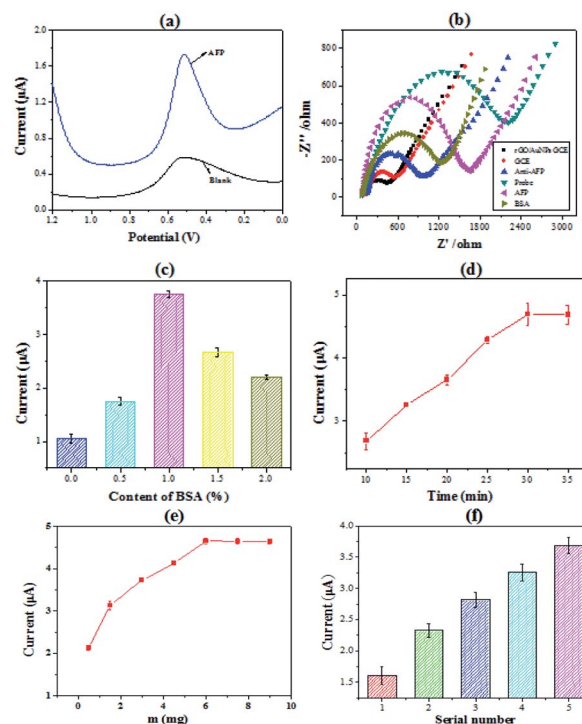 (a)
2.4
1.8
1.2
0.6
0.0
Current (μA)
AFP
Blank
1.2
1.0
0.8
0.6
0.4
0.2
0.0
Potential (V)
(b)
800
600
400
200
0
-Z'' /ohm
rGO/AuNPs/GCE
GCE
Anti-AFP
Probe
AFP
BSA
0
600
1200
1800
2400
3000
Z' /ohm
(c)
4
3
2
1
Current (μA)
0.0
0.5
1.0
1.5
2.0
Content of BSA (%)
(d)
5
4
3
Current (μA)
10
15
20
25
30
35
Time (min)
(e)
5
4
3
2
1
Current (μA)
0
2
4
6
8
10
m (mg)
(f)
4.0
3.5
3.0
2.5
2.0
1.5
Current (μA)
1
2
3
4
5
Serial number